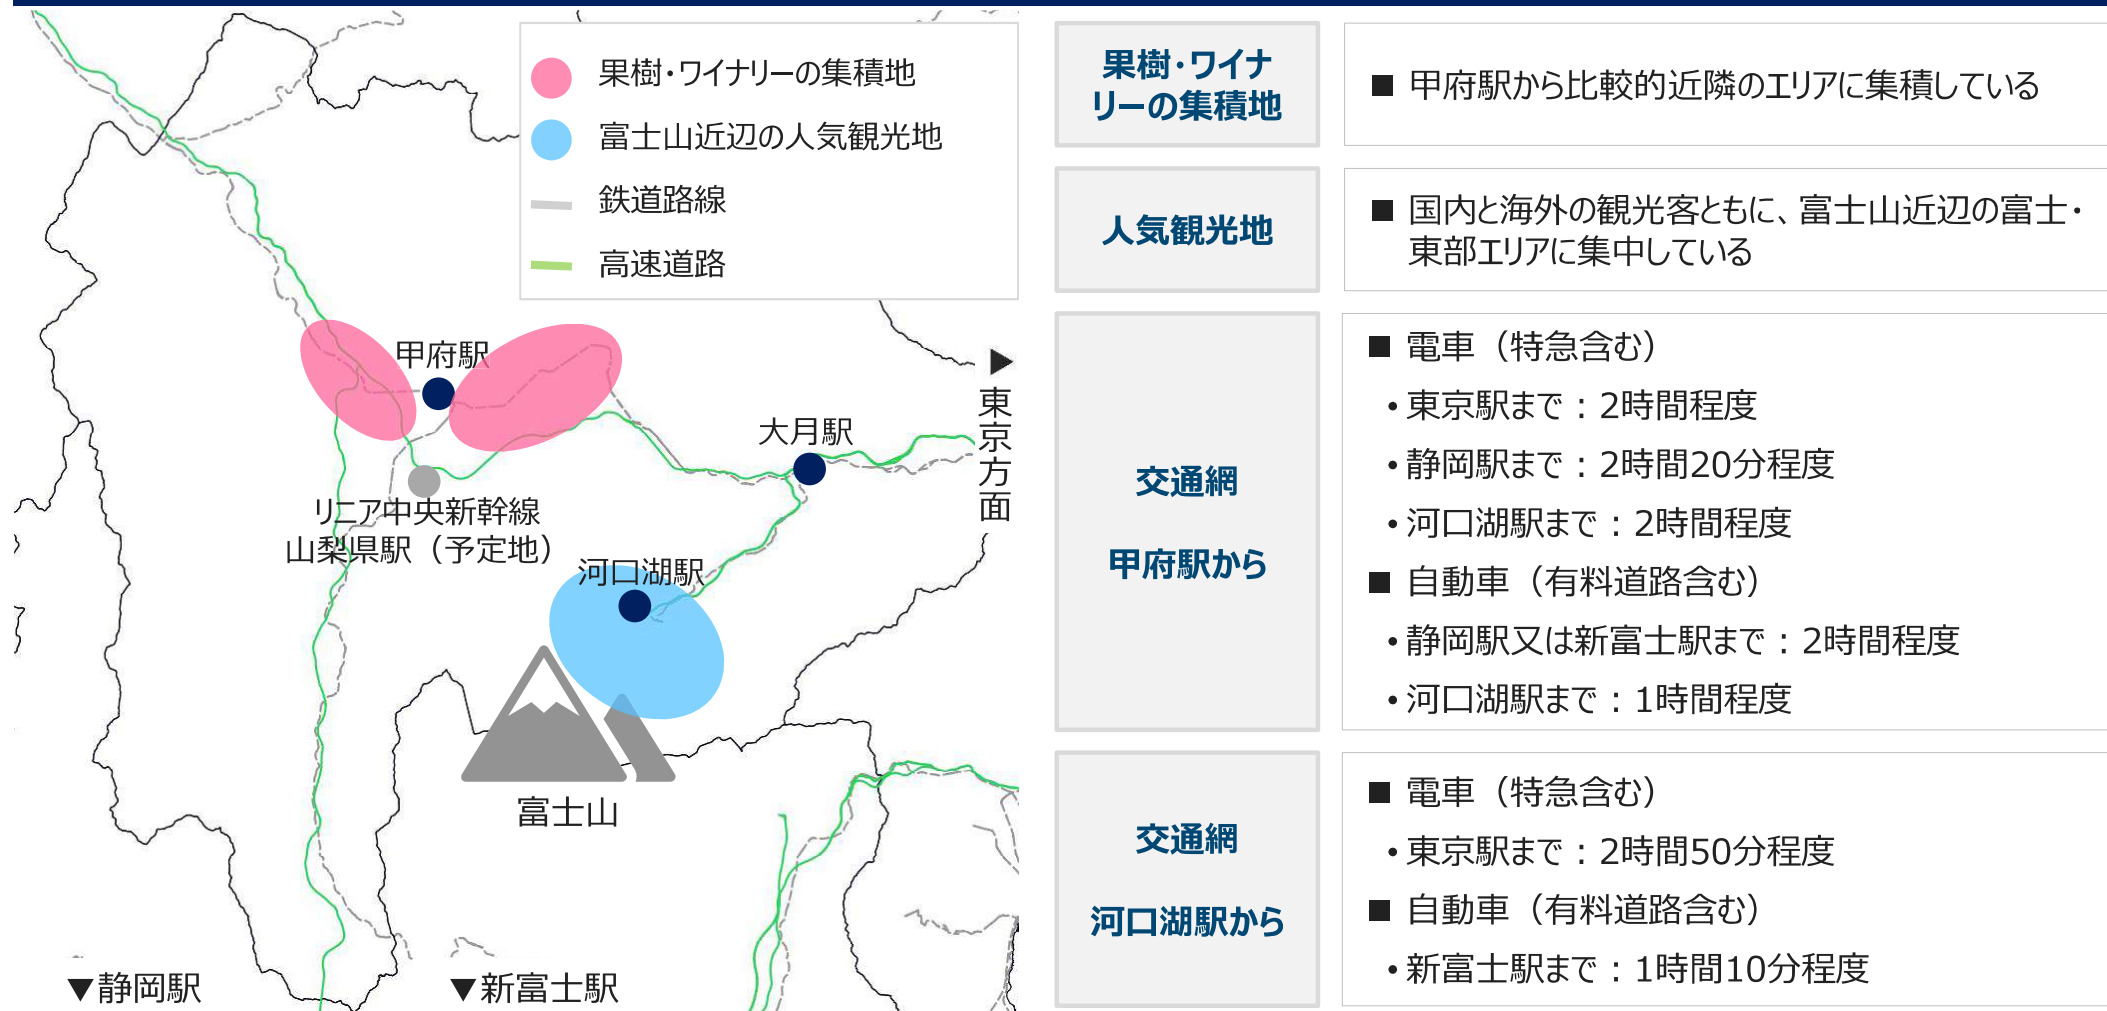 果樹・ワイナリーの集積地
富士山近辺の人気観光地
鉄道路線
高速道路
甲府駅
大月駅
▶
東京方面
リニア中央新幹線
山梨県駅（予定地）
河口湖駅
富士山
▼静岡駅
▼新富士駅
果樹・ワイナ
リーの集積地
■ 甲府駅から比較的近隣のエリアに集積している
人気観光地
■ 国内と海外の観光客ともに、富士山近辺の富士・
東部エリアに集中している
交通網
甲府駅から
■ 電車（特急含む）
・東京駅まで：2時間程度
・静岡駅まで：2時間20分程度
・河口湖駅まで：2時間程度
■ 自動車（有料道路含む）
・静岡駅又は新富士駅まで：2時間程度
・河口湖駅まで：1時間程度
交通網
河口湖駅から
■ 電車（特急含む）
・東京駅まで：2時間50分程度
■ 自動車（有料道路含む）
・新富士駅まで：1時間10分程度